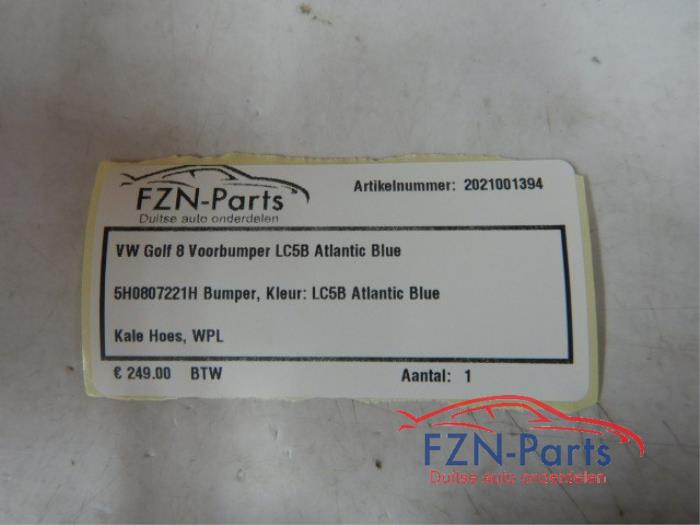 FZN-Parts
Duitse auto onderdelen
Artikelnummer: 2021001394
VW Golf 8 Voorbumper LC5B Atlantic Blue
5H0807221H Bumper, Kleur: LC5B Atlantic Blue
Kale Hoes, WPL
€ 249.00 BTW
Aantal: 1
FZN-Parts
Duitse auto onderdelen